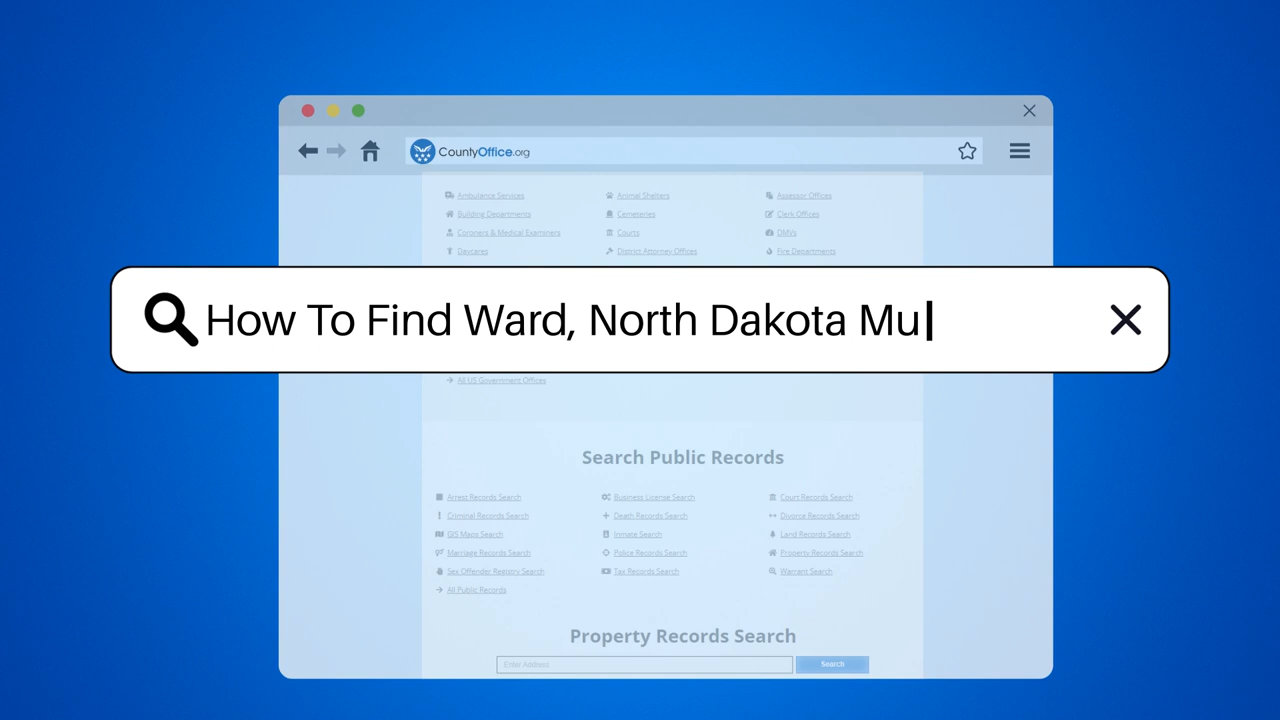 CountyOffice.org
Ambulance Services Animal Shelters Assessor Offices
Building Departments Cemeteries Clerk Offices
Coroners & Medical Examiners Courts DMVs
Daycares District Attorney Offices Fire Departments
How To Find Ward, North Dakota Mu
All US Government Offices
Search Public Records
Arrest Records Search Business License Search Court Records Search
Criminal Records Search Death Records Search Divorce Records Search
GIS Maps Search Inmate Search Land Records Search
Marriage Records Search Police Records Search Property Records Search
Sex Offender Registry Search Tax Records Search Warrant Search
All Public Records
Property Records Search
Enter Address Search